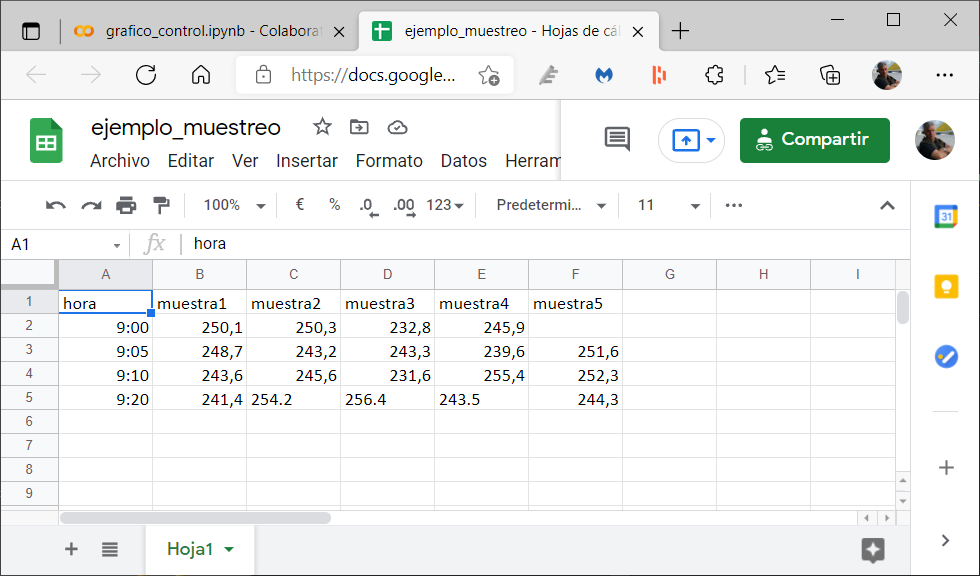 grafico_control.ipynb - Colabora
ejemplo_muestreo - Hojas de cál
https://docs.google...
ejemplo_muestreo
Archivo Editar Ver Insertar Formato Datos Herram
Compartir
100% € % .0 .00 123 Predetermi... 11
A1 fx hora
A B C D E F G H I
1 hora muestra1 muestra2 muestra3 muestra4 muestra5
2 9:00 250,1 250,3 232,8 245,9
3 9:05 248,7 243,2 243,3 239,6 251,6
4 9:10 243,6 245,6 231,6 255,4 252,3
5 9:20 241,4 254.2 256.4 243.5 244,3
6
7
8
9
Hoja1
31